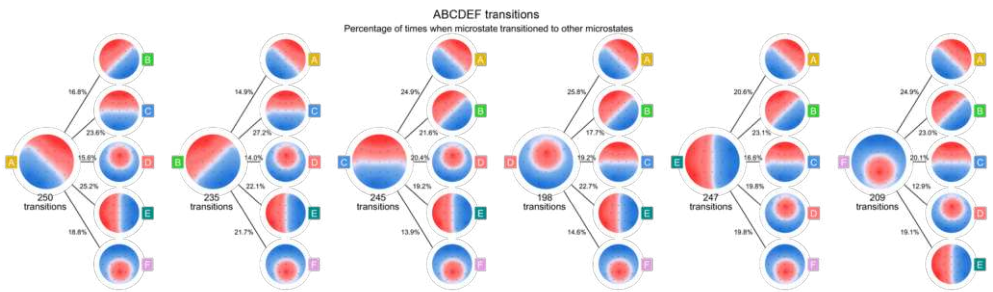 ABCDEF transitions
Percentage of times when microstate transitioned to other microstates
A
250
transitions
16.8%
B
23.6%
C
15.6%
D
25.2%
E
18.8%
F
B
235
transitions
14.9%
A
27.2%
C
14.0%
D
22.1%
E
21.7%
F
C
245
transitions
24.9%
A
21.6%
B
20.4%
D
19.2%
E
13.9%
F
D
198
transitions
25.8%
A
17.7%
B
19.2%
C
22.7%
E
14.6%
F
E
247
transitions
20.6%
A
23.1%
B
16.6%
C
19.8%
D
19.8%
F
F
209
transitions
24.9%
A
23.0%
B
20.1%
C
12.9%
D
19.1%
E